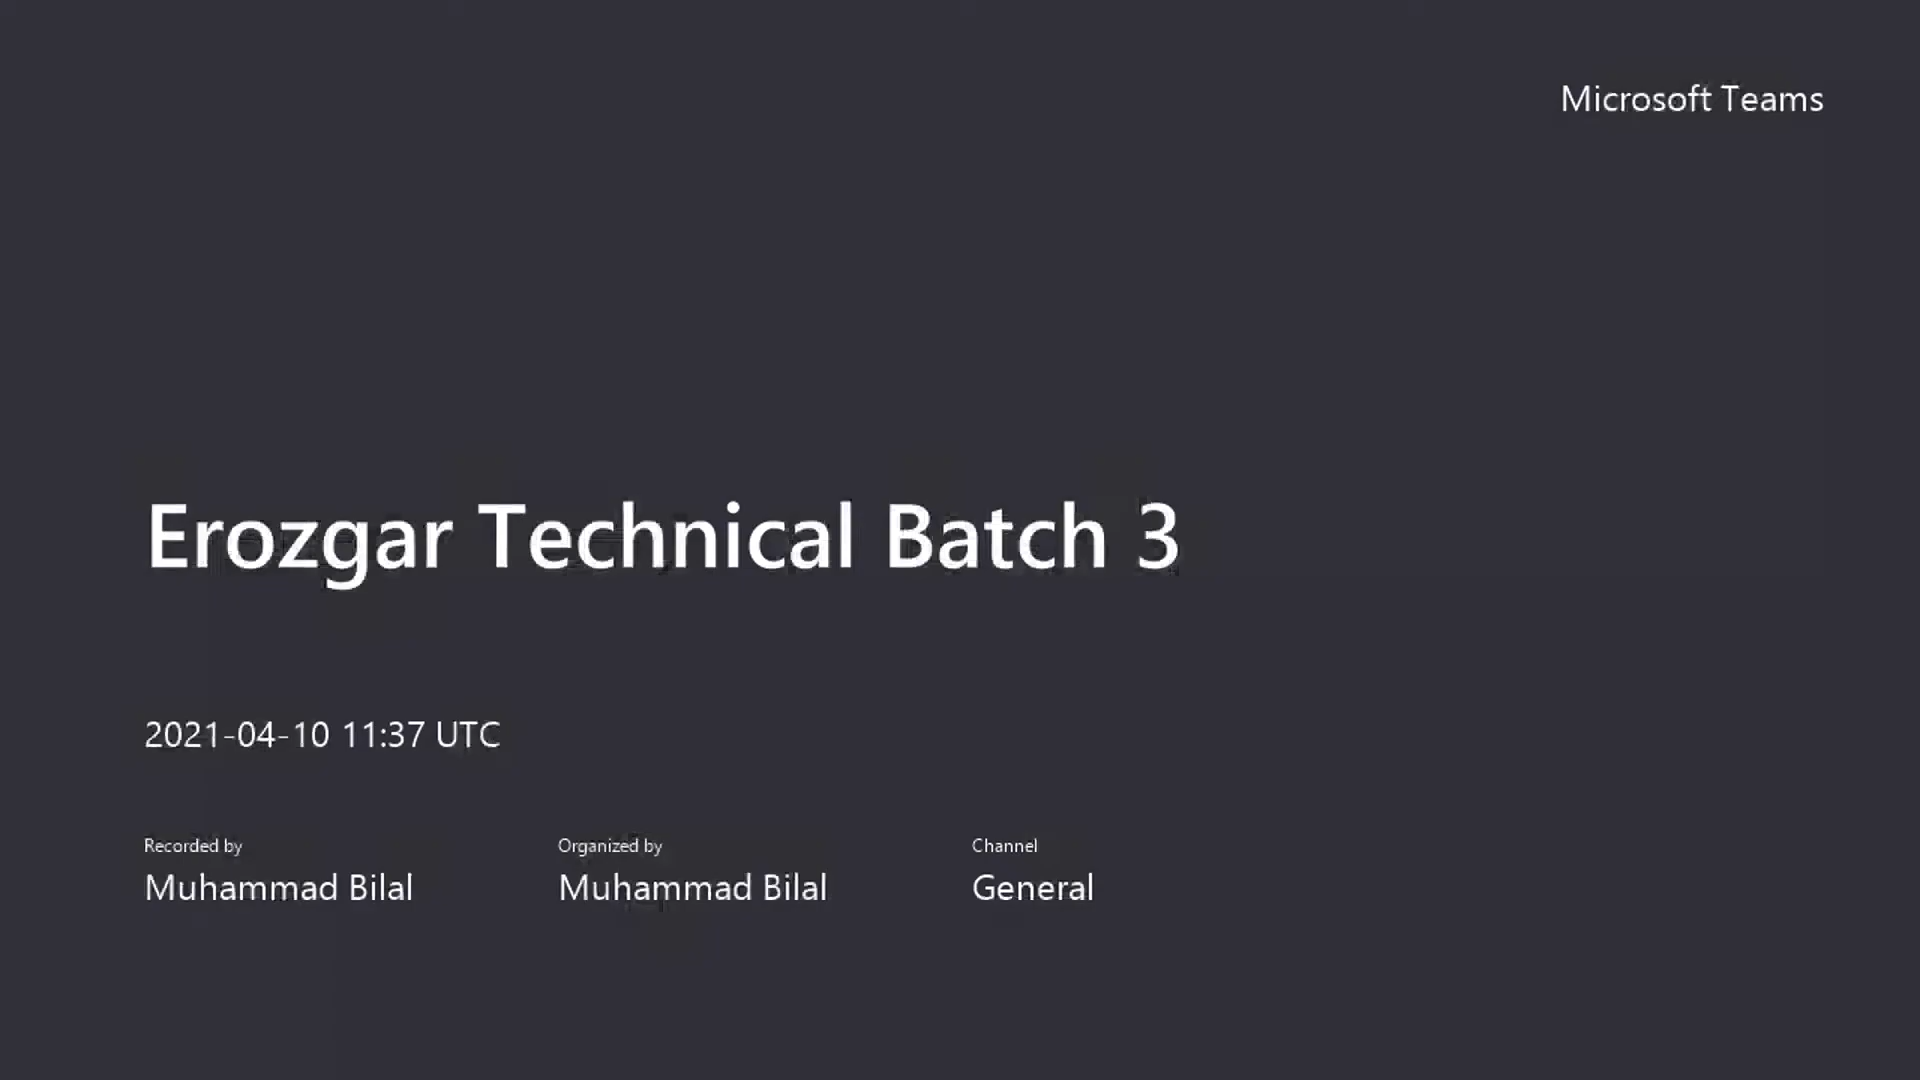 Microsoft Teams
Erozgar Technical Batch 3
2021-04-10 11:37 UTC
Recorded by
Muhammad Bilal
Organized by
Muhammad Bilal
Channel
General